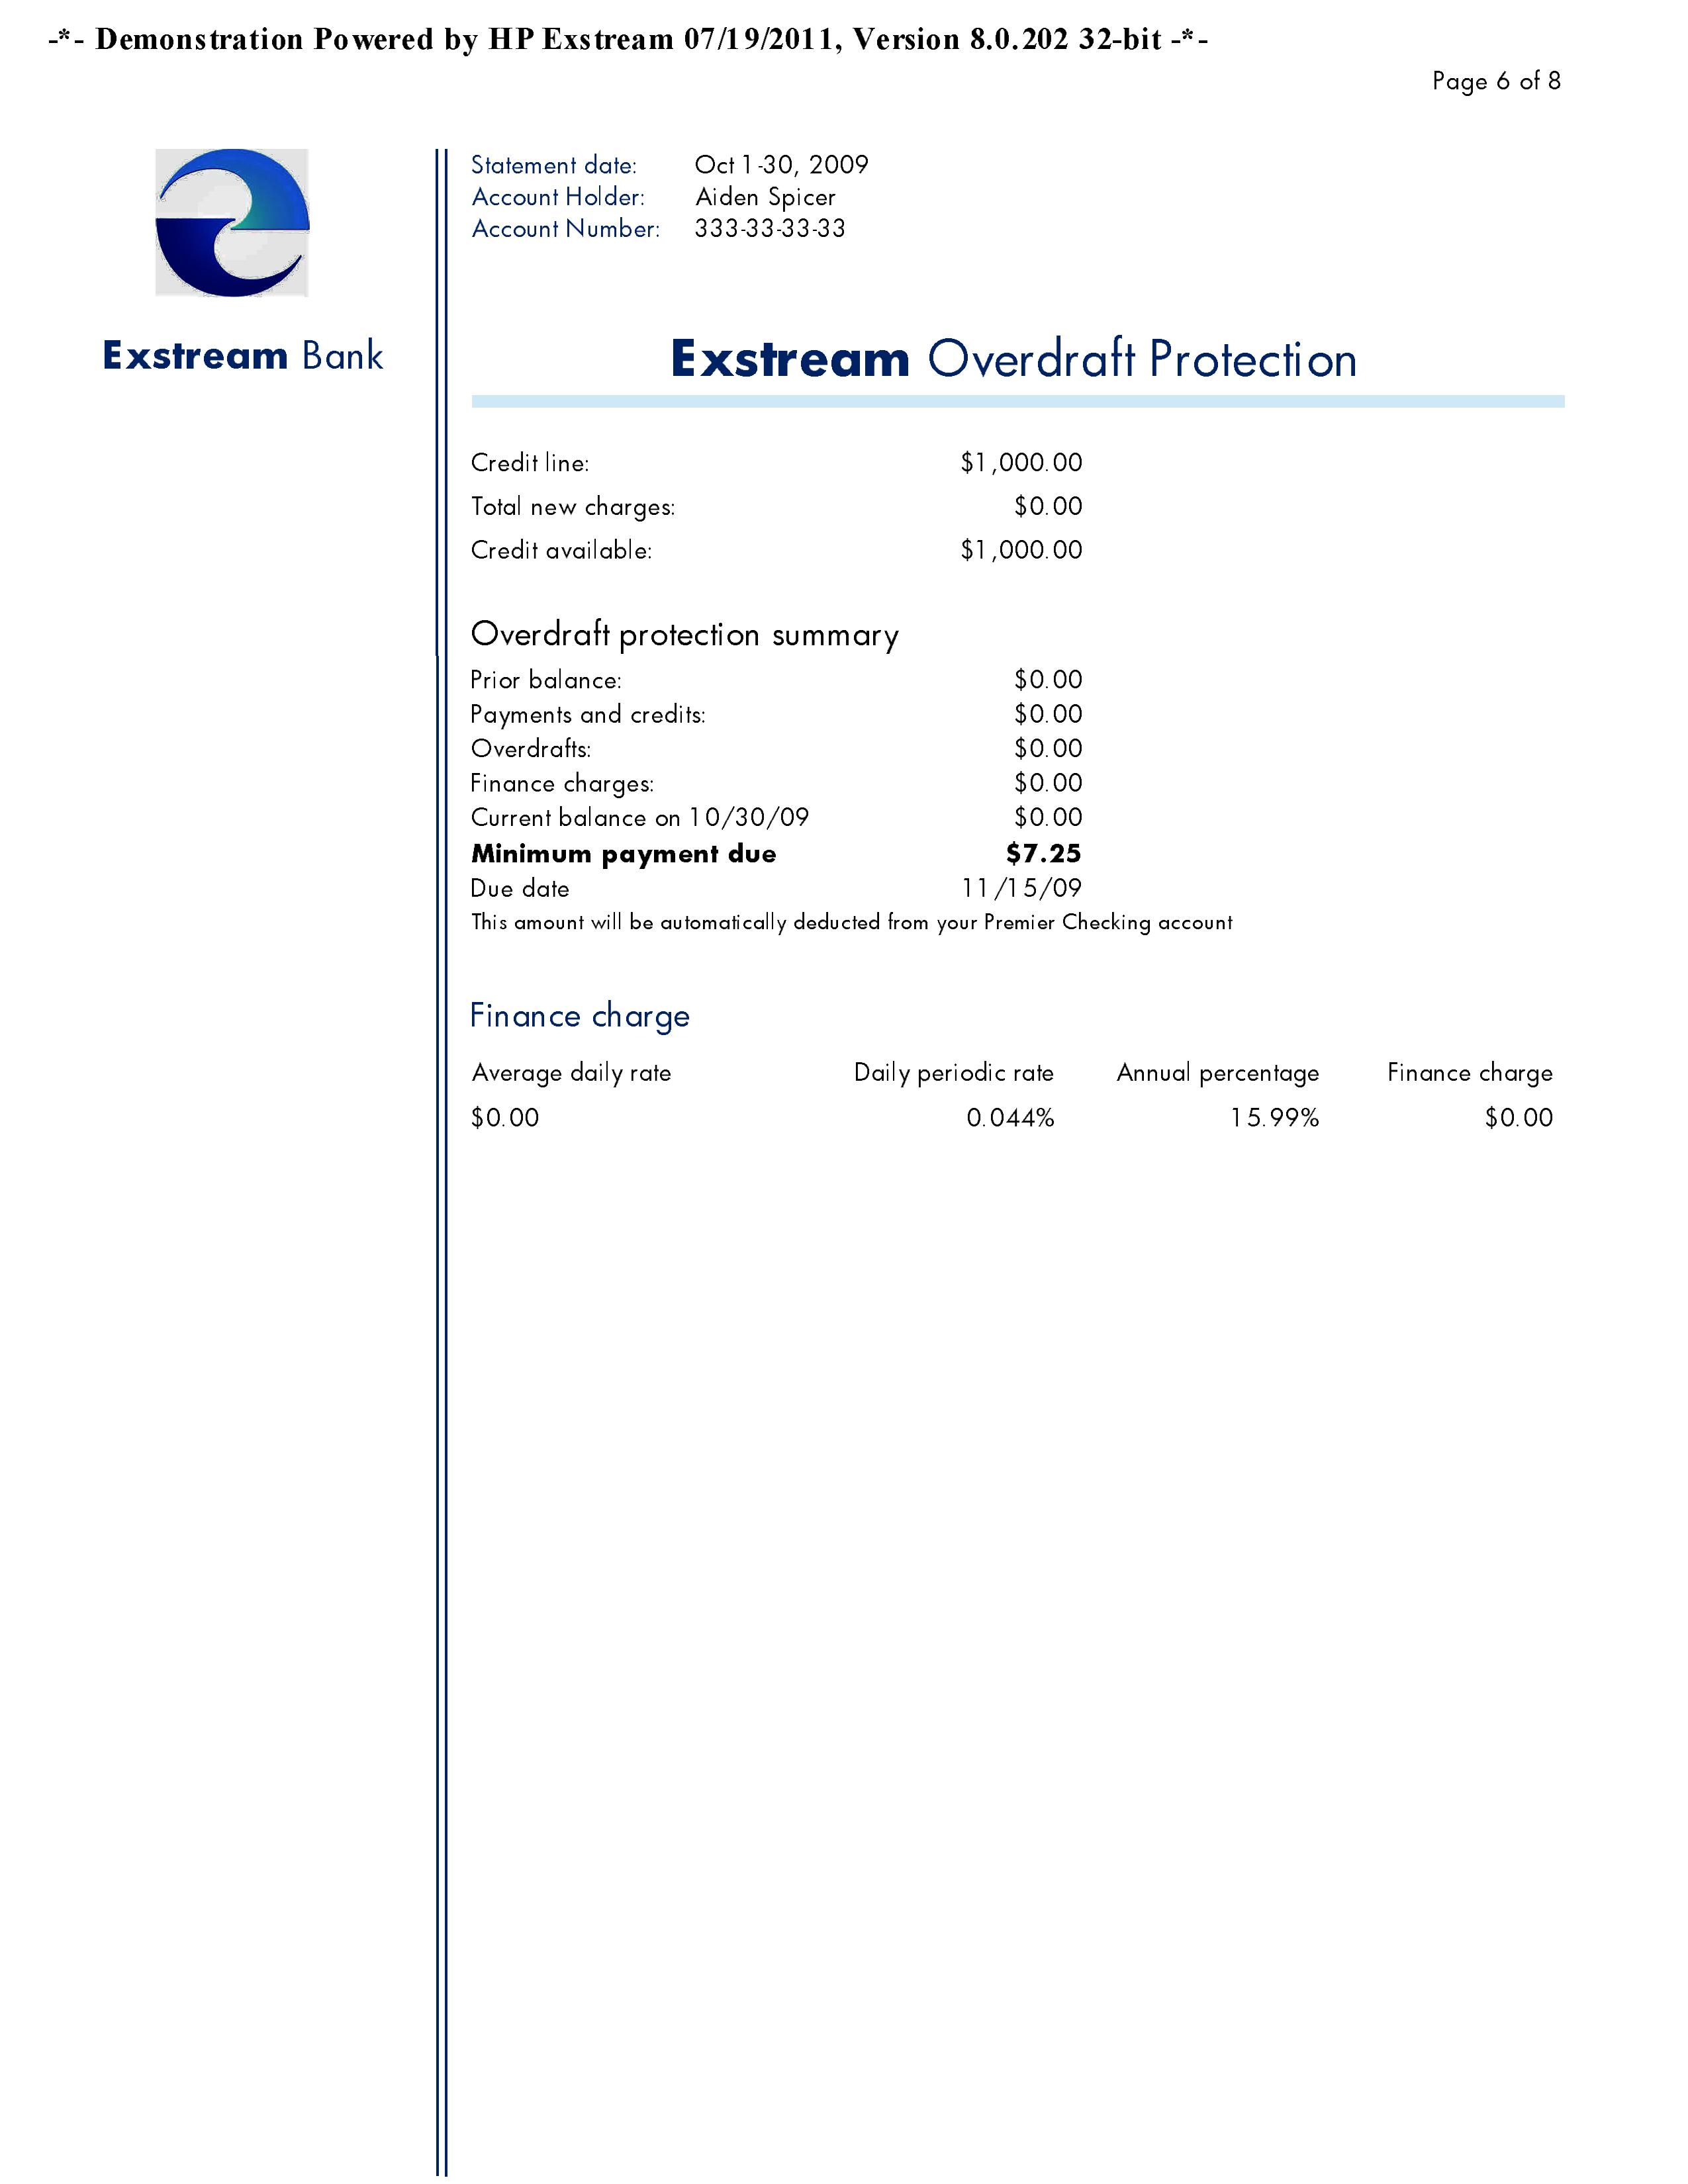 -*- Demonstration Powered by HP Exstream 07/19/2011, Version 8.0.202 32-bit -*-
Page 6 of 8
Statement date: Oct 1-30, 2009
Account Holder: Aiden Spicer
Account Number: 333-33-33-33
Exstream Bank
Exstream Overdraft Protection
Credit line: $1,000.00
Total new charges: $0.00
Credit available: $1,000.00
Overdraft protection summary
Prior balance: $0.00
Payments and credits: $0.00
Overdrafts: $0.00
Finance charges: $0.00
Current balance on 10/30/09 $0.00
Minimum payment due $7.25
Due date 11/15/09
This amount will be automatically deducted from your Premier Checking account
Finance charge
Average daily rate Daily periodic rate Annual percentage Finance charge
$0.00 0.044% 15.99% $0.00